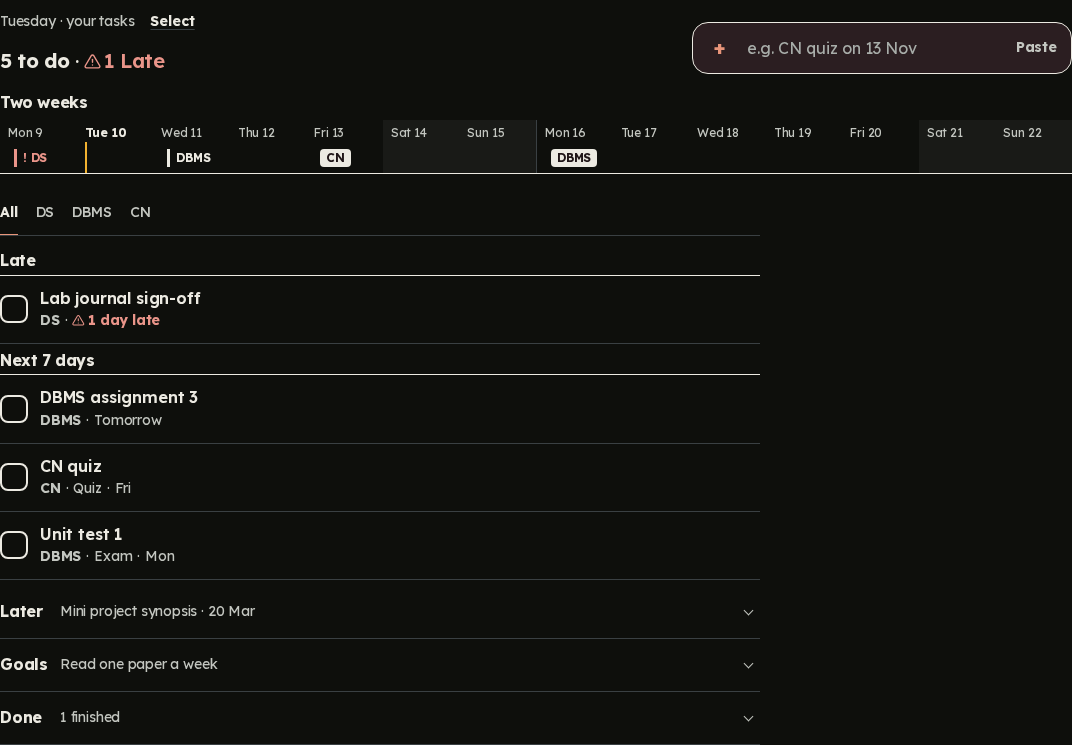 Tuesday · your tasks Select
5 to do · 1 Late
+ e.g. CN quiz on 13 Nov Paste
Two weeks
Mon 9 Tue 10 Wed 11 Thu 12 Fri 13 Sat 14 Sun 15 Mon 16 Tue 17 Wed 18 Thu 19 Fri 20 Sat 21 Sun 22
! DS DBMS CN DBMS
All DS DBMS CN
Late
Lab journal sign-off
DS · 1 day late
Next 7 days
DBMS assignment 3
DBMS · Tomorrow
CN quiz
CN · Quiz · Fri
Unit test 1
DBMS · Exam · Mon
Later Mini project synopsis · 20 Mar
Goals Read one paper a week
Done 1 finished